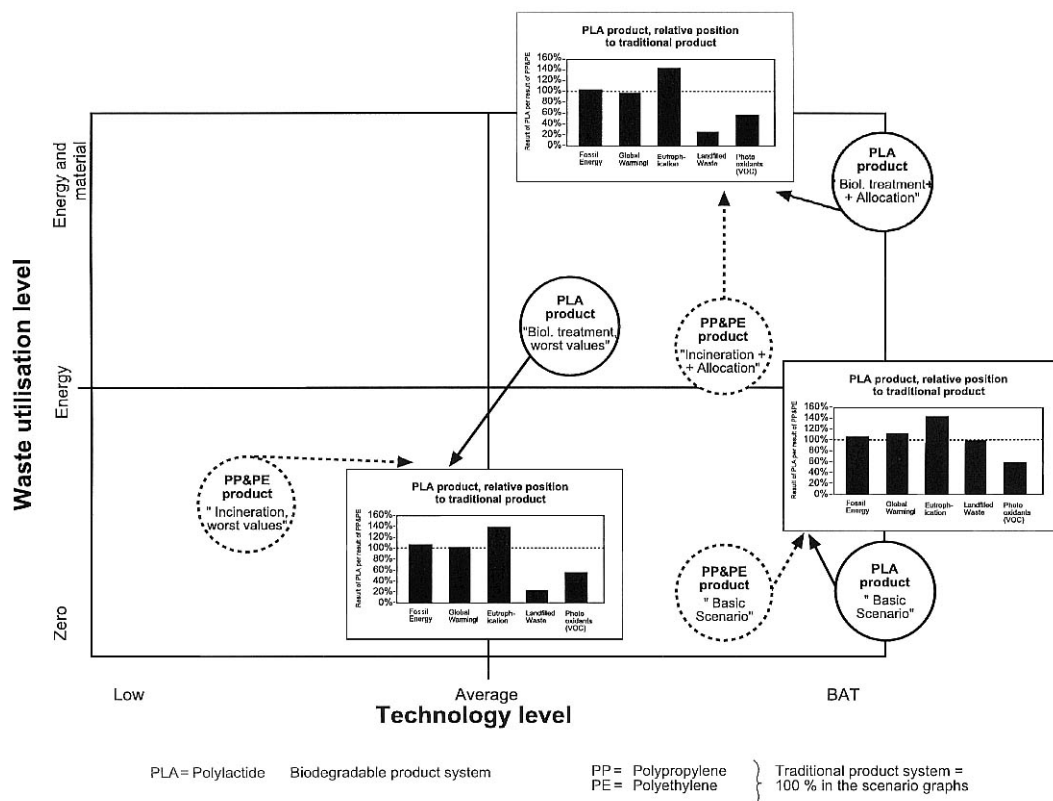 PLA product, relative position
to traditional product
Result of PLA per result of PP&PE
160%
140%
120%
100%
80%
60%
40%
20%
0%
Fossil
Energy
Global
Warming!
Eutroph-
ication
Landfilled
Waste
Photo
oxidants
(VOC)
PLA
product
" Biol. treatment+
+ Allocation"
PLA
product
"Biol. treatment,
worst values"
PP&PE
product
"Incineration +
+ Allocation"
PLA product, relative position
to traditional product
Result of PLA per result of PP&PE
160%
140%
120%
100%
80%
60%
40%
20%
0%
Fossil
Energy
Global
Warming!
Eutroph-
ication
Landfilled
Waste
Photo
oxidants
(VOC)
PP&PE
product
" Incineration,
worst values"
PLA product, relative position
to traditional product
Result of PLA per result of PP&PE
160%
140%
120%
100%
80%
60%
40%
20%
0%
Fossil
Energy
Global
Warming!
Eutroph-
ication
Landfilled
Waste
Photo
oxidants
(VOC)
PP&PE
product
" Basic
Scenario"
PLA
product
" Basic
Scenario"
Waste utilisation level
Energy and
material
Energy
Zero
Low
Average
BAT
Technology level
PLA = Polylactide Biodegradable product system
PP = Polypropylene
PE = Polyethylene
Traditional product system =
100 % in the scenario graphs